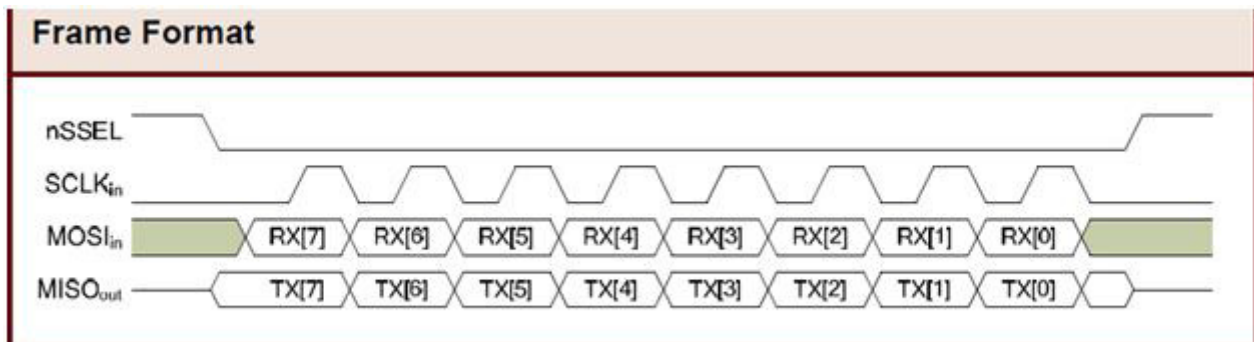 Frame Format
nSSEL
SCLKin
MOSIin RX[7] RX[6] RX[5] RX[4] RX[3] RX[2] RX[1] RX[0]
MISOout TX[7] TX[6] TX[5] TX[4] TX[3] TX[2] TX[1] TX[0]